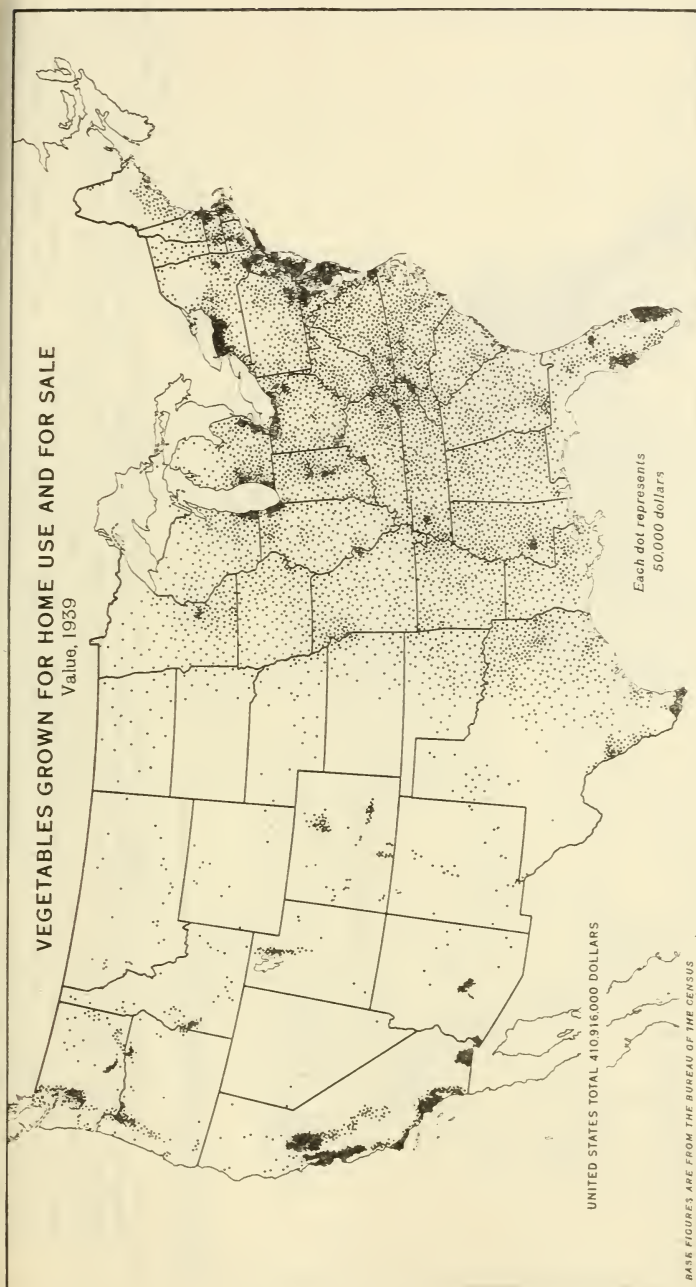 VEGETABLES GROWN FOR HOME USE AND FOR SALE
Value, 1939
Each dot represents
50,000 dollars
UNITED STATES TOTAL 410,916,000 DOLLARS
BASE FIGURES ARE FROM THE BUREAU OF THE CENSUS